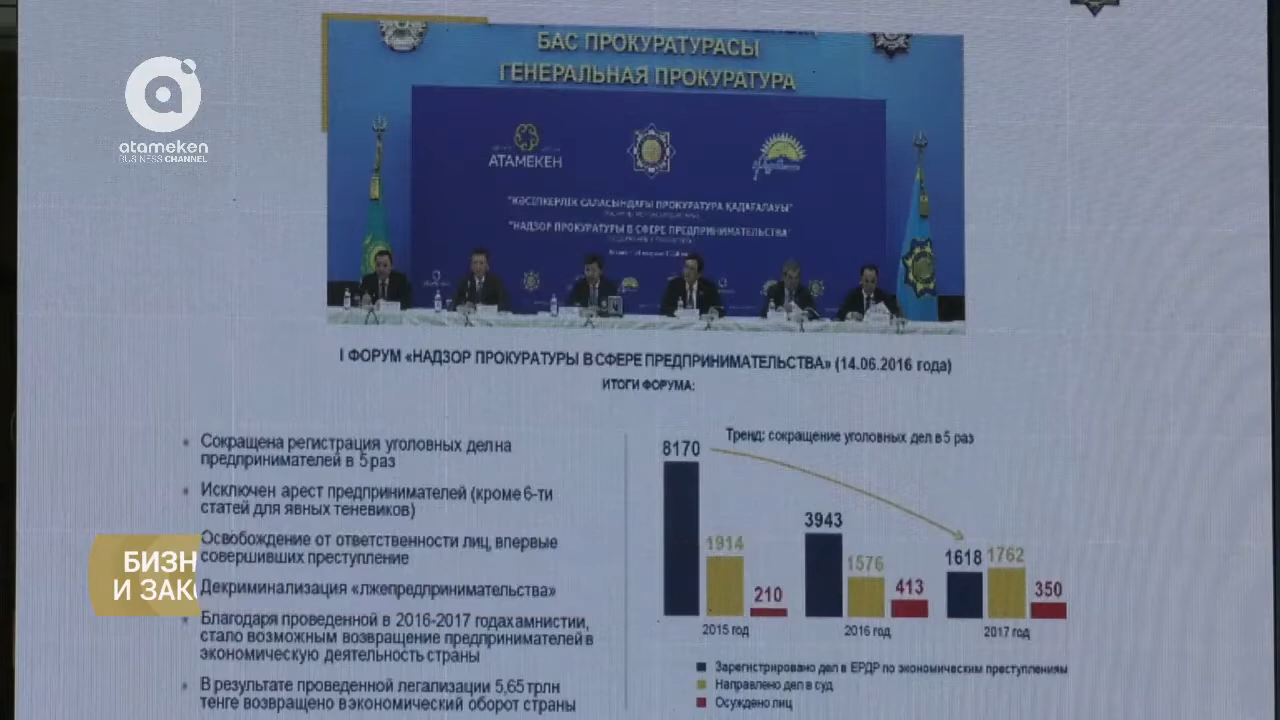 БАС ПРОКУРАТУРАСЫ
ГЕНЕРАЛЬНАЯ ПРОКУРАТУРА
atameken
BUSINESS CHANNEL
АТАМЕКЕН
"КӘСІПКЕРЛІК САЛАСЫНДАҒЫ ПРОКУРАТУРА ҚАДАҒАЛАУЫ"
"НАДЗОР ПРОКУРАТУРЫ В СФЕРЕ ПРЕДПРИНИМАТЕЛЬСТВА"
I ФОРУМ «НАДЗОР ПРОКУРАТУРЫ В СФЕРЕ ПРЕДПРИНИМАТЕЛЬСТВА» (14.06.2016 года)
ИТОГИ ФОРУМА:
Сокращена регистрация уголовных дел на
предпринимателей в 5 раз
Исключен арест предпринимателей (кроме 6-ти
статей для явных теневиков)
Освобождение от ответственности лиц, впервые
совершивших преступление
Декриминализация «лжепредпринимательства»
Благодаря проведенной в 2016-2017 годах амнистии,
стало возможным возвращение предпринимателей в
экономическую деятельность страны
В результате проведенной легализации 5,65 трлн
тенге возвращено в экономический оборот страны
БИЗН
И ЗАКО
Тренд: сокращение уголовных дел в 5 раз
8170
1914
210
3943
1576
413
1618
1762
350
2015 год
2016 год
2017 год
Зарегистрировано дел в ЕРДР по экономическим преступлениям
Направлено дел в суд
Осуждено лиц